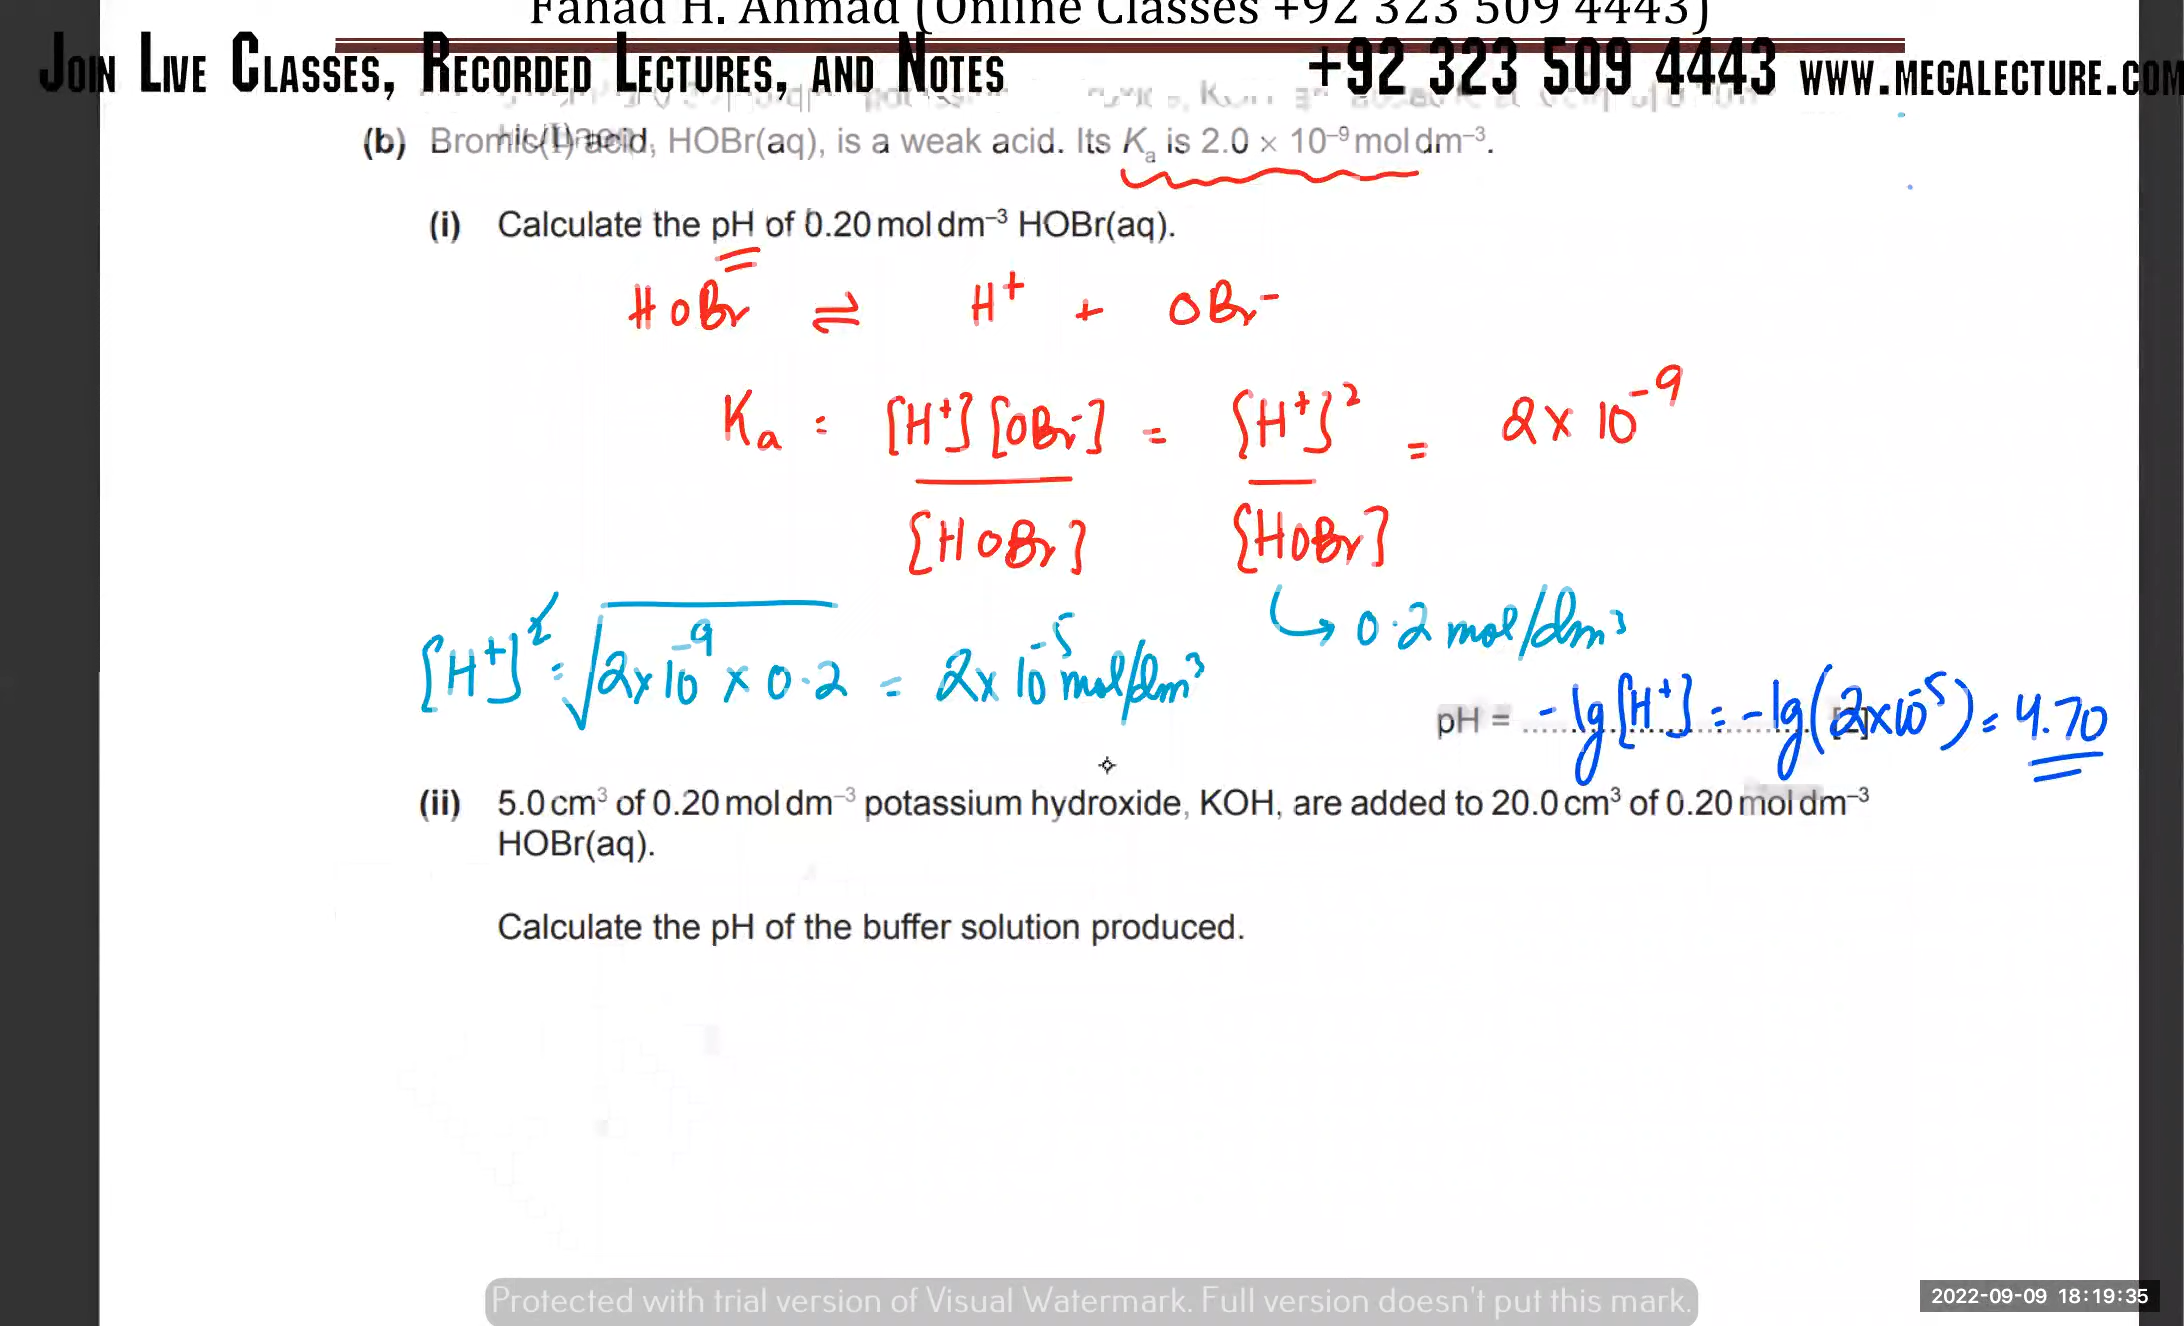 Fahad H. Ahmad (Online Classes +92 323 509 4443)
Join Live Classes, Recorded Lectures, and Notes +92 323 509 4443 www.megalecture.com
(b) Bromic(I) acid, HOBr(aq), is a weak acid. Its Kₐ is 2.0 × 10⁻⁹ mol dm⁻³.
(i) Calculate the pH of 0.20 mol dm⁻³ HOBr(aq).
HOBr ⇌ H⁺ + OBr⁻
Kₐ = [H⁺][OBr⁻] = [H⁺]² = 2 × 10⁻⁹
[HOBr] [HOBr]
↳ 0.2 mol/dm³
[H⁺]² = √2×10⁻⁹ × 0.2 = 2 × 10⁻⁵ mol/dm³
pH = -lg[H⁺] = -lg(2×10⁻⁵) = 4.70
(ii) 5.0 cm³ of 0.20 mol dm⁻³ potassium hydroxide, KOH, are added to 20.0 cm³ of 0.20 mol dm⁻³
HOBr(aq).
Calculate the pH of the buffer solution produced.
Protected with trial version of Visual Watermark. Full version doesn't put this mark.
2022-09-09 18:19:35